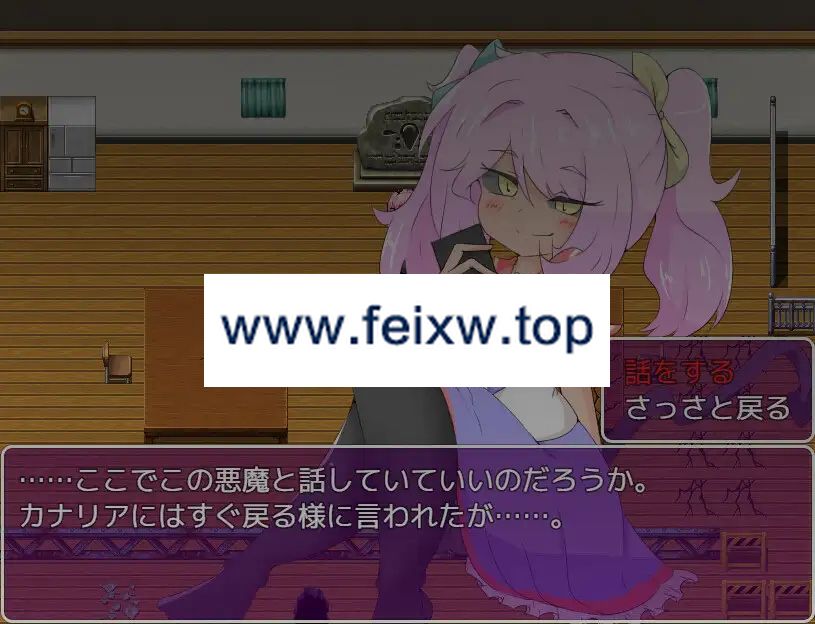 www.feixw.top
話をする
さっさと戻る
……ここでこの悪魔と話していていいのだろうか。
カナリアにはすぐ戻る様に言われたが……。